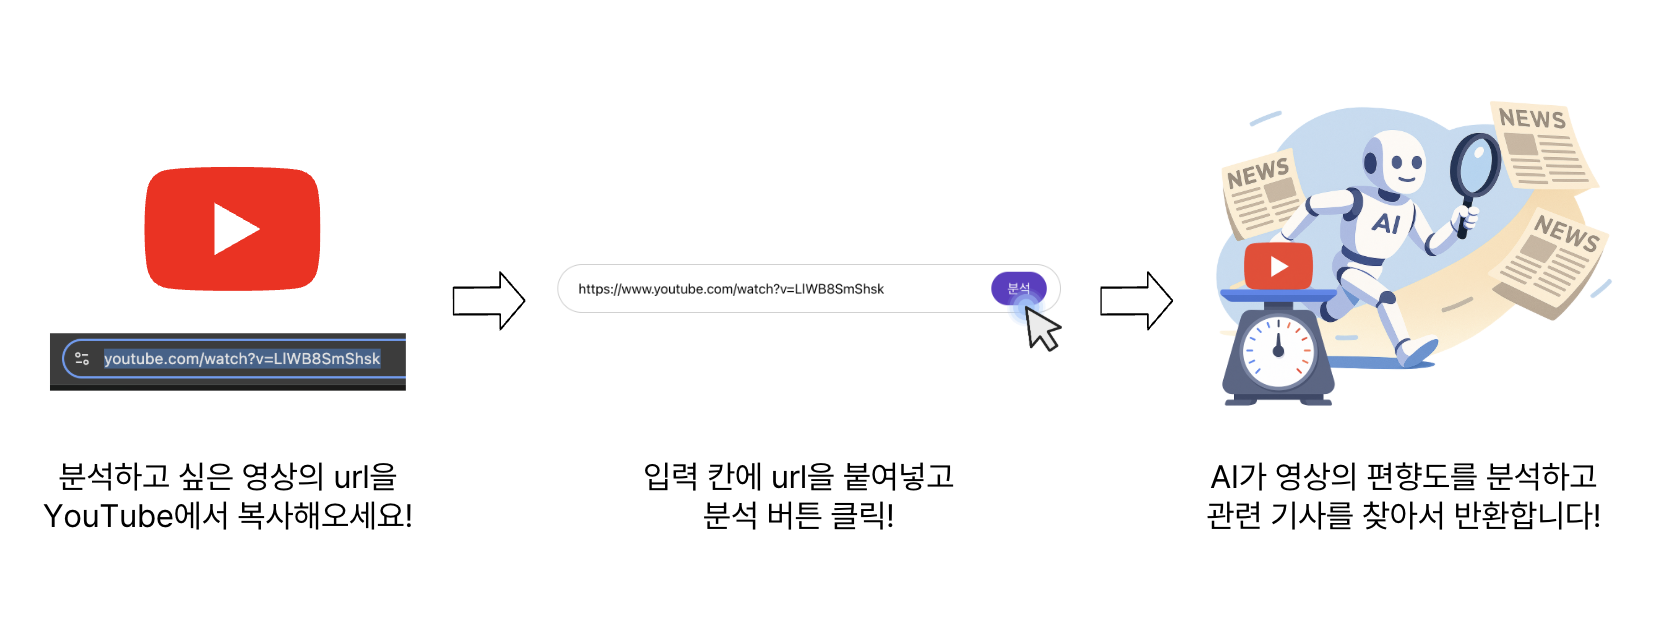 youtube.com/watch?v=LlWB8SmShsk
분석하고 싶은 영상의 url을
YouTube에서 복사해오세요!
https://www.youtube.com/watch?v=LlWB8SmShsk
분석
입력 칸에 url을 붙여넣고
분석 버튼 클릭!
NEWS
NEWS
NEWS
AI
AI가 영상의 편향도를 분석하고
관련 기사를 찾아서 반환합니다!